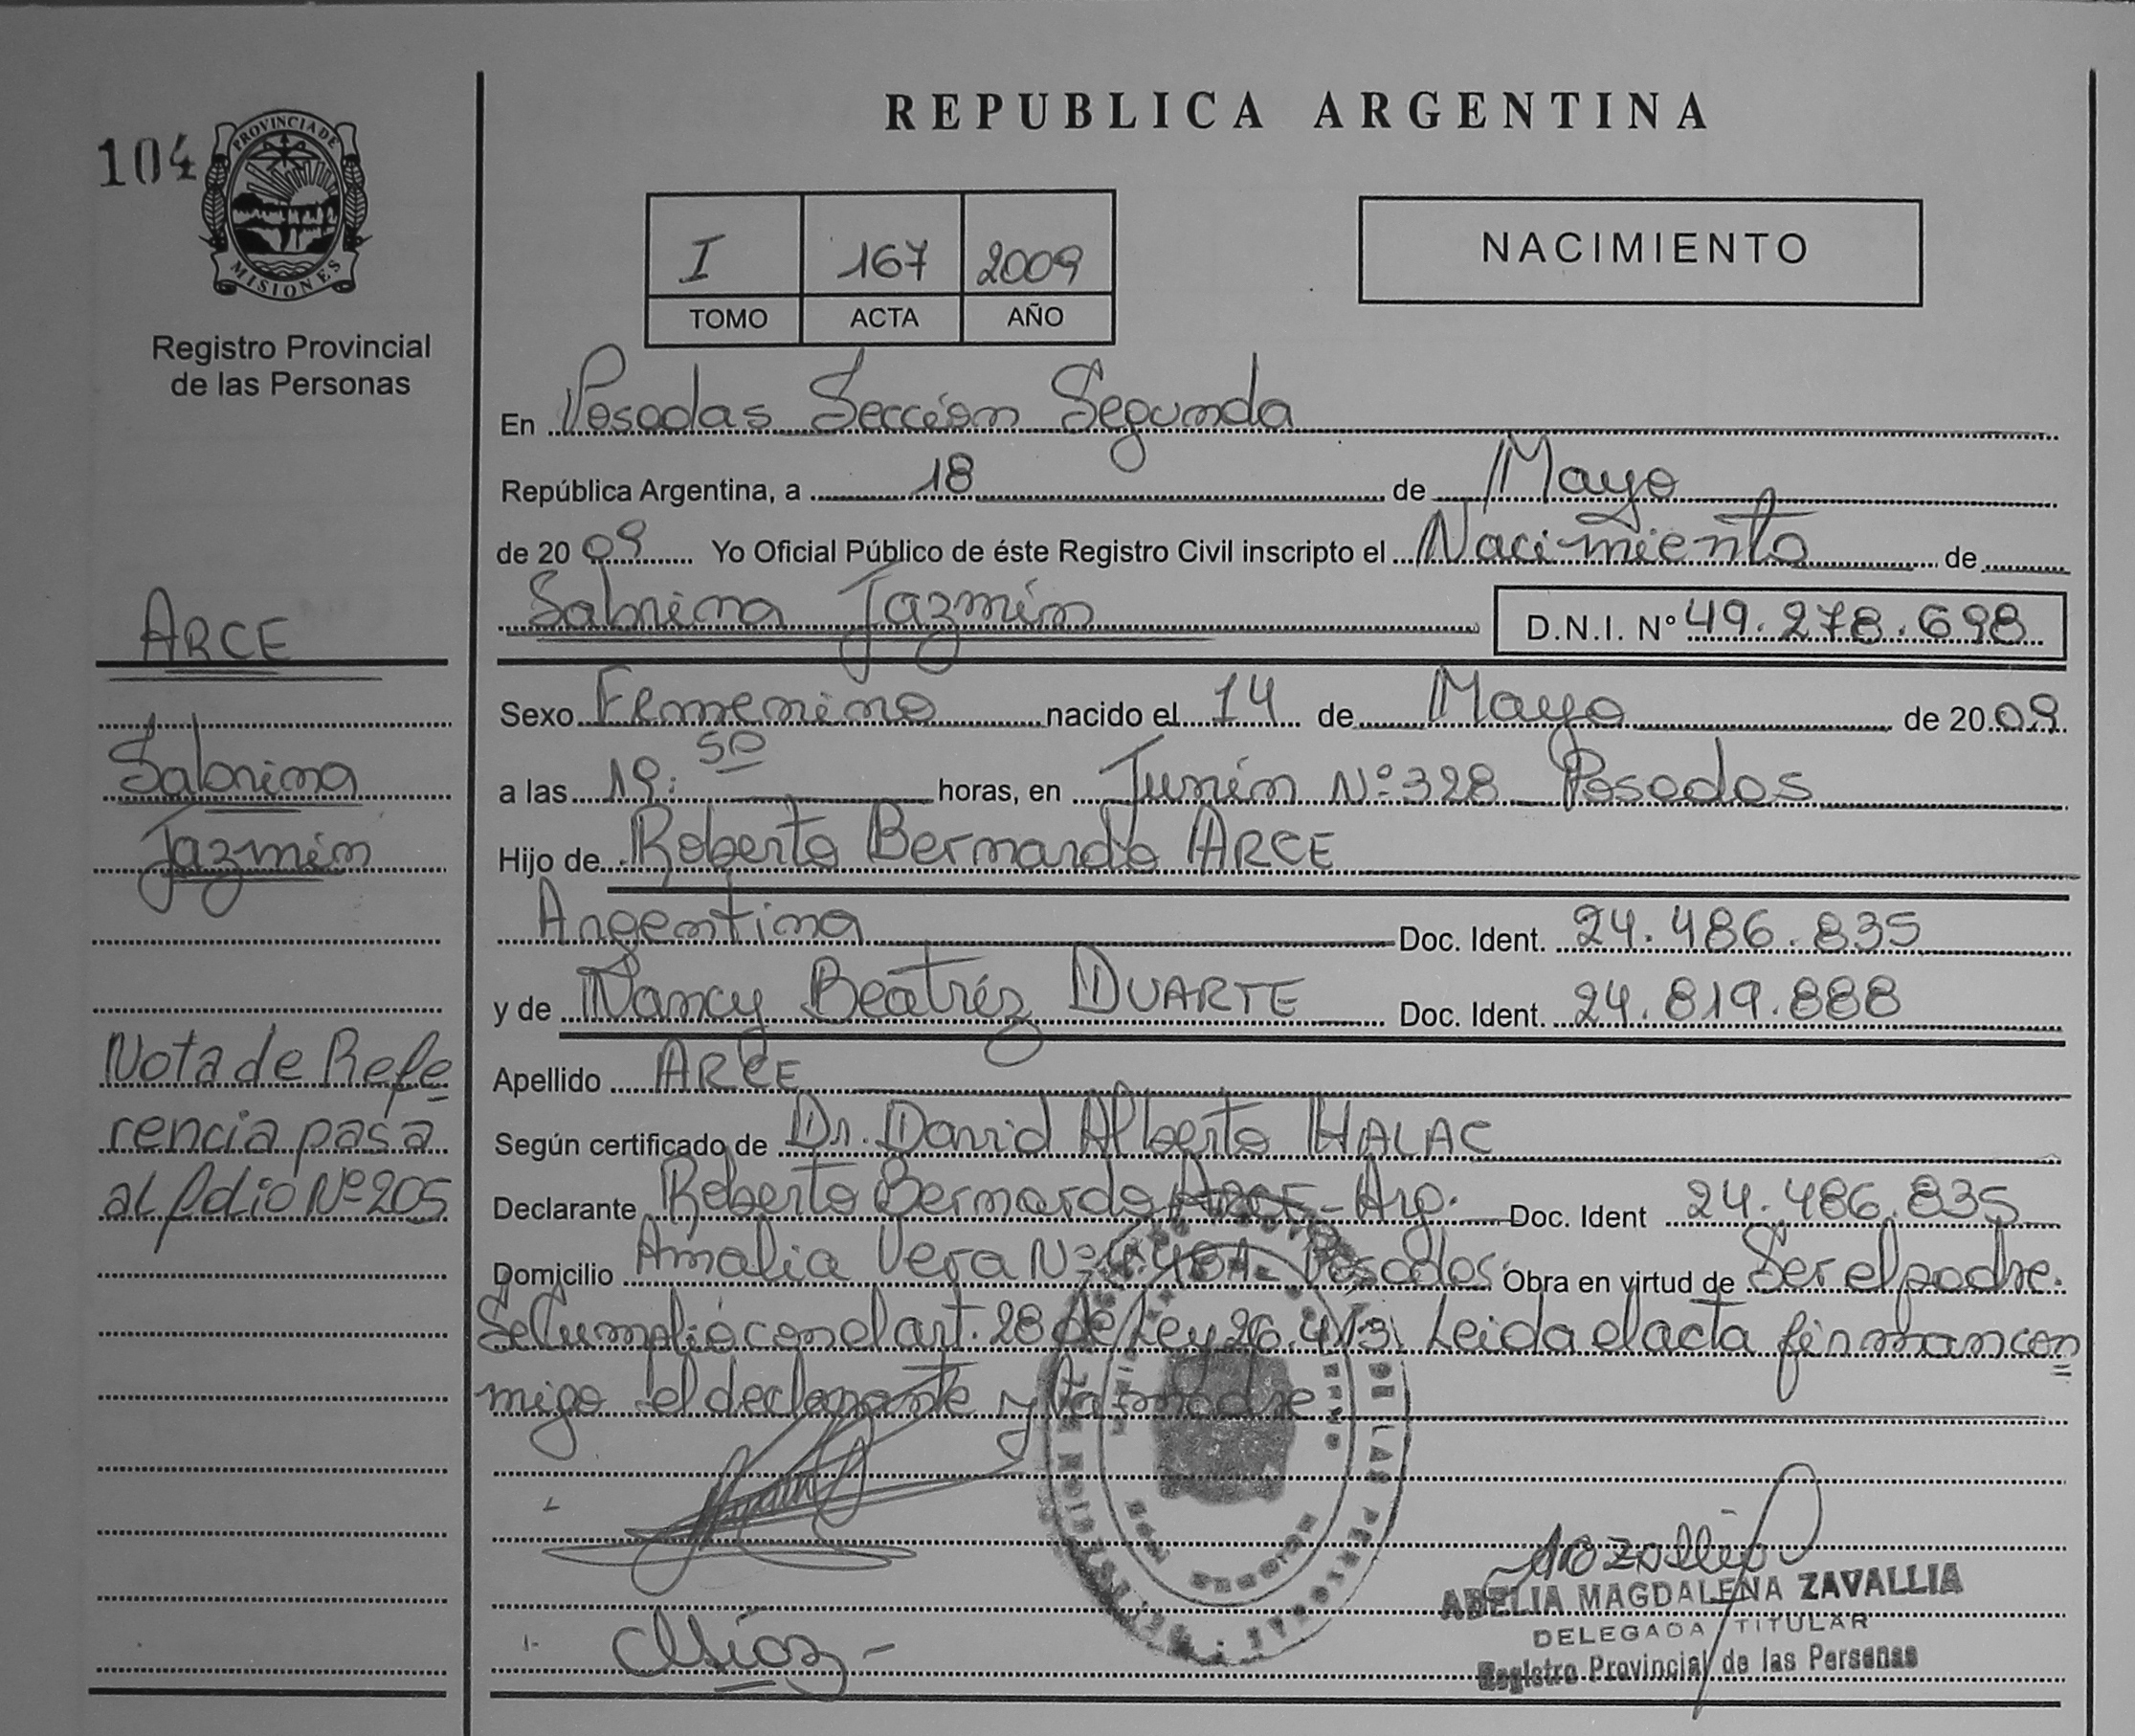 REPUBLICA ARGENTINA
104
PROVINCIA DE
MISIONES
Registro Provincial
de las Personas
I 167 2009
TOMO ACTA AÑO
NACIMIENTO
En Posadas Sección Segunda
República Argentina, a 18 de Mayo
de 20 09 Yo Oficial Público de éste Registro Civil inscripto el Nacimiento de
Sabrina Jazmín D.N.I. N° 49.278.698
Sexo Femenino nacido el 14 de Mayo de 20 09
a las 19:50 horas, en Junín N° 328 Posadas
Hijo de Roberto Bernardo ARCE
Argentina Doc. Ident. 24.486.835
y de Nancy Beatríz DUARTE Doc. Ident. 24.819.888
Apellido ARCE
Según certificado de Dr. David Alberto HALAC
Declarante Roberto Bernardo ARCE - Arg. Doc. Ident 24.486.835
Domicilio Amalia Vera N° Posadas. Obra en virtud de Ser el padre.
Se Cumplió con el art. 28 de Ley 26.413. Leida el acta firman con
migo el declarante y la madre
ARCE
Sabrina
Jazmín
Nota de Refe
rencia pasa
al folio Nº 205
ADELIA MAGDALENA ZAVALLIA
DELEGADA TITULAR
Registro Provincial de las Personas